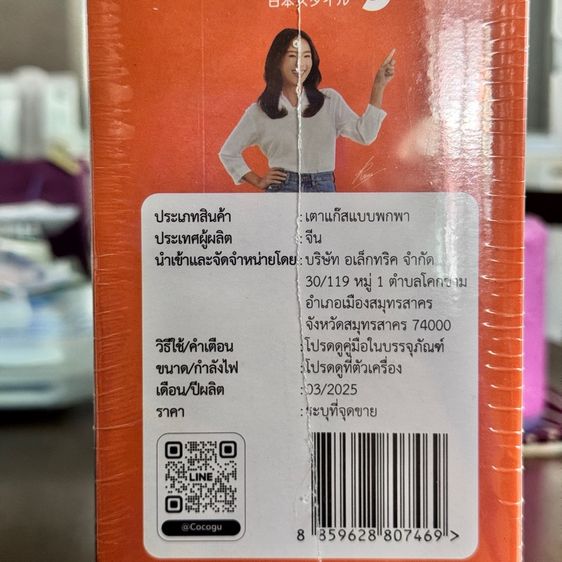 日本スタイル
ประเภทสินค้า : เตาแก๊สแบบพกพา
ประเทศผู้ผลิต : จีน
นำเข้าและจัดจำหน่ายโดย : บริษัท อเล็กทริค จำกัด
30/119 หมู่ 1 ตำบลโคกขาม
อำเภอเมืองสมุทรสาคร
จังหวัดสมุทรสาคร 74000
วิธีใช้/คำเตือน : โปรดดูคู่มือในบรรจุภัณฑ์
ขนาด/กำลังไฟ : โปรดดูที่ตัวเครื่อง
เดือน/ปีผลิต : 03/2025
ราคา : ระบุที่จุดขาย
LINE
@Cocogu
8 859628 807469 >